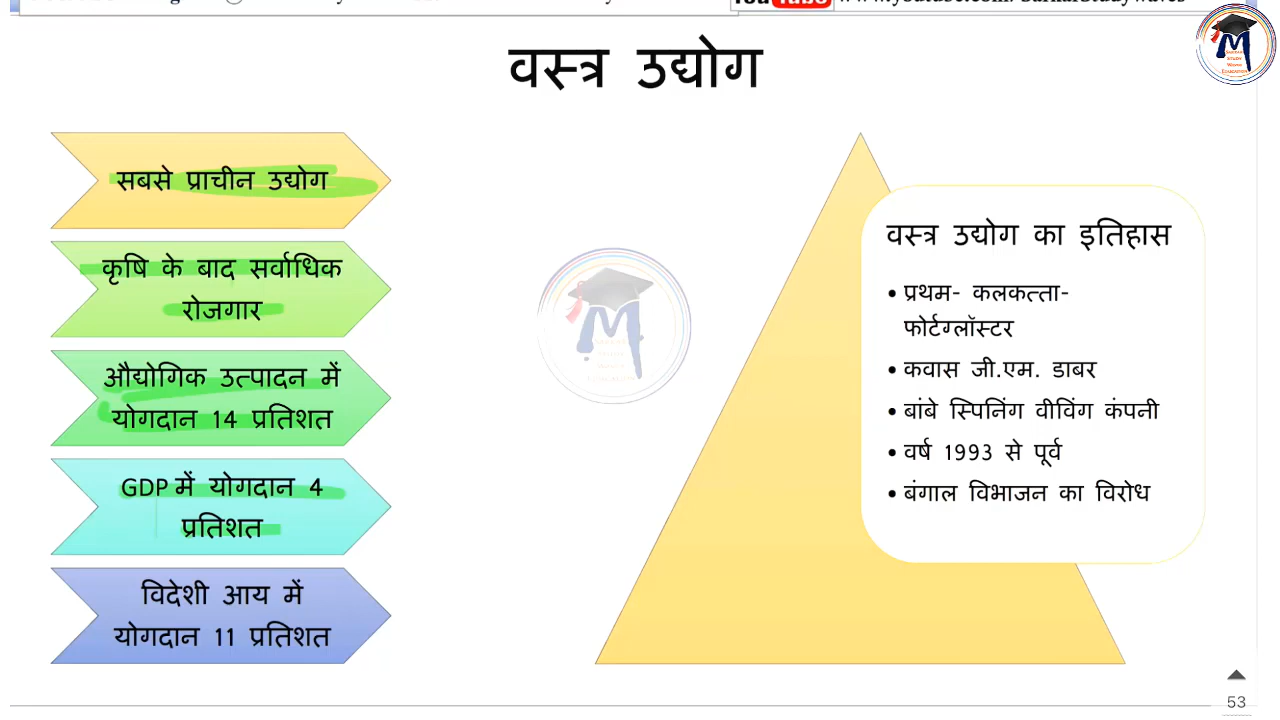 YouTube
वस्त्र उद्योग
सबसे प्राचीन उद्योग
कृषि के बाद सर्वाधिक
रोजगार
औद्योगिक उत्पादन में
योगदान 14 प्रतिशत
GDP में योगदान 4
प्रतिशत
विदेशी आय में
योगदान 11 प्रतिशत
वस्त्र उद्योग का इतिहास
• प्रथम- कलकत्ता-
फोर्टग्लॉस्टर
• कवास जी.एम. डाबर
• बांबे स्पिनिंग वीविंग कंपनी
• वर्ष 1993 से पूर्व
• बंगाल विभाजन का विरोध
53